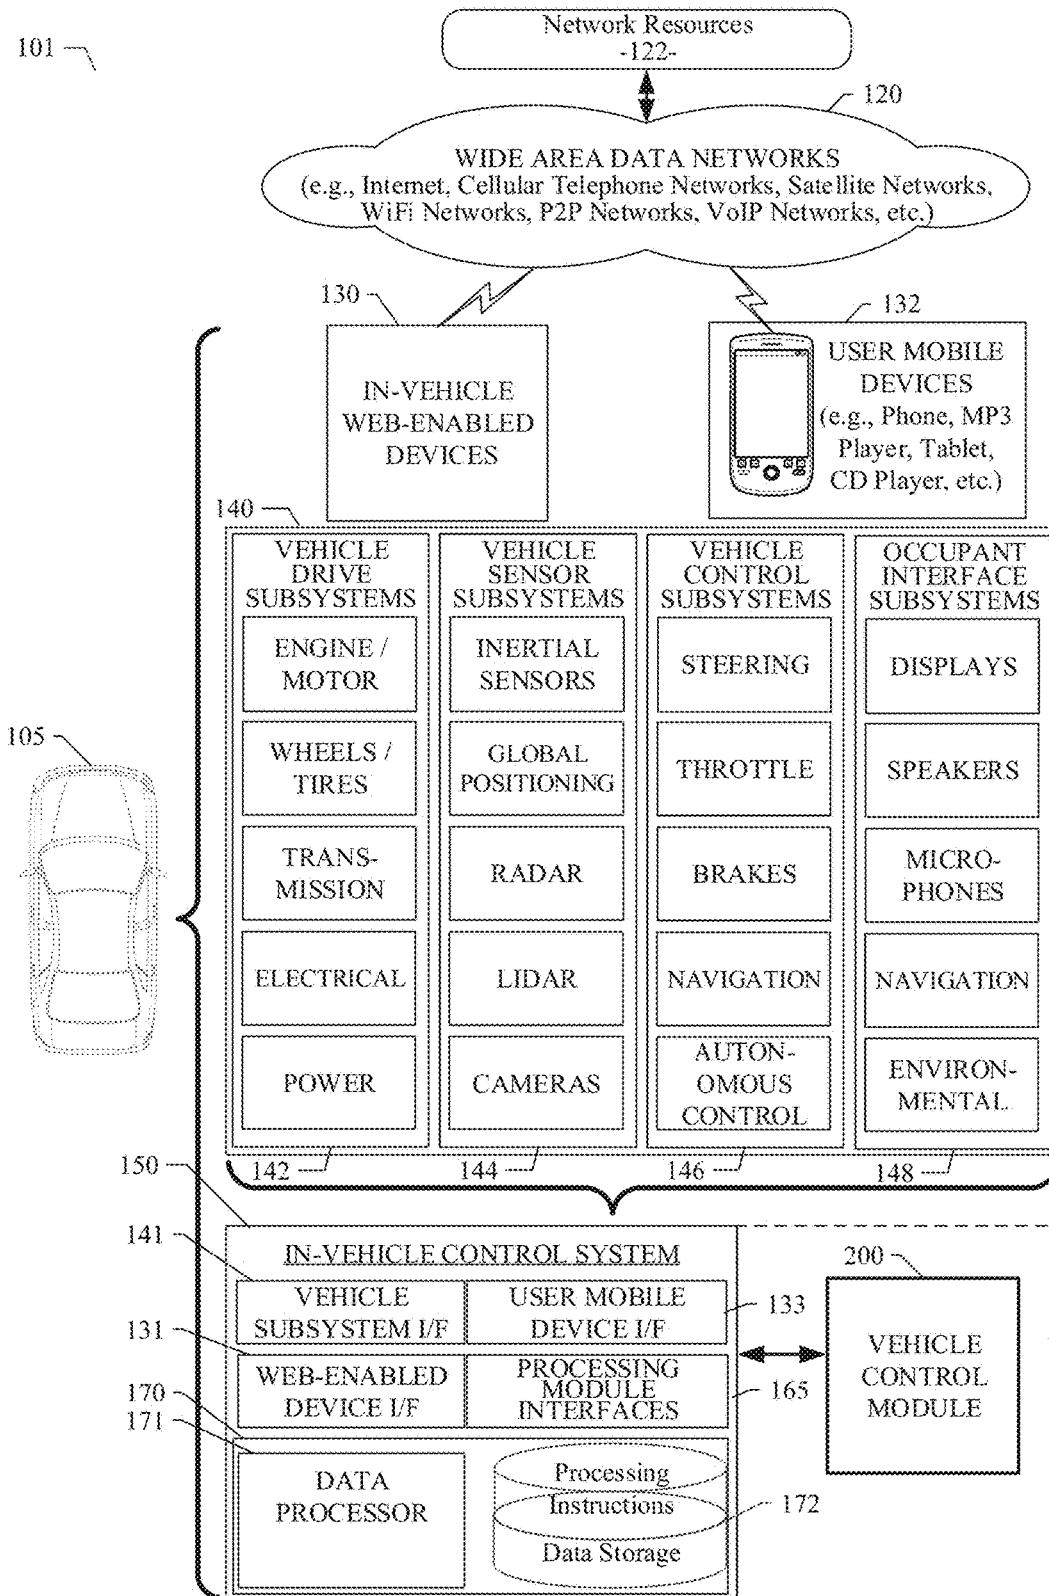 101
Network Resources
-122-
120
WIDE AREA DATA NETWORKS
(e.g., Internet, Cellular Telephone Networks, Satellite Networks,
WiFi Networks, P2P Networks, VoIP Networks, etc.)
130
IN-VEHICLE
WEB-ENABLED
DEVICES
132
USER MOBILE
DEVICES
(e.g., Phone, MP3
Player, Tablet,
CD Player, etc.)
140
VEHICLE
DRIVE
SUBSYSTEMS
ENGINE /
MOTOR
WHEELS /
TIRES
TRANS-
MISSION
ELECTRICAL
POWER
142
VEHICLE
SENSOR
SUBSYSTEMS
INERTIAL
SENSORS
GLOBAL
POSITIONING
RADAR
LIDAR
CAMERAS
144
VEHICLE
CONTROL
SUBSYSTEMS
STEERING
THROTTLE
BRAKES
NAVIGATION
AUTON-
OMOUS
CONTROL
146
OCCUPANT
INTERFACE
SUBSYSTEMS
DISPLAYS
SPEAKERS
MICRO-
PHONES
NAVIGATION
ENVIRON-
MENTAL
148
105
150
IN-VEHICLE CONTROL SYSTEM
141
VEHICLE
SUBSYSTEM I/F
USER MOBILE
DEVICE I/F
133
131
WEB-ENABLED
DEVICE I/F
PROCESSING
MODULE
INTERFACES
165
170
171
DATA
PROCESSOR
Processing
Instructions
Data Storage
172
200
VEHICLE
CONTROL
MODULE